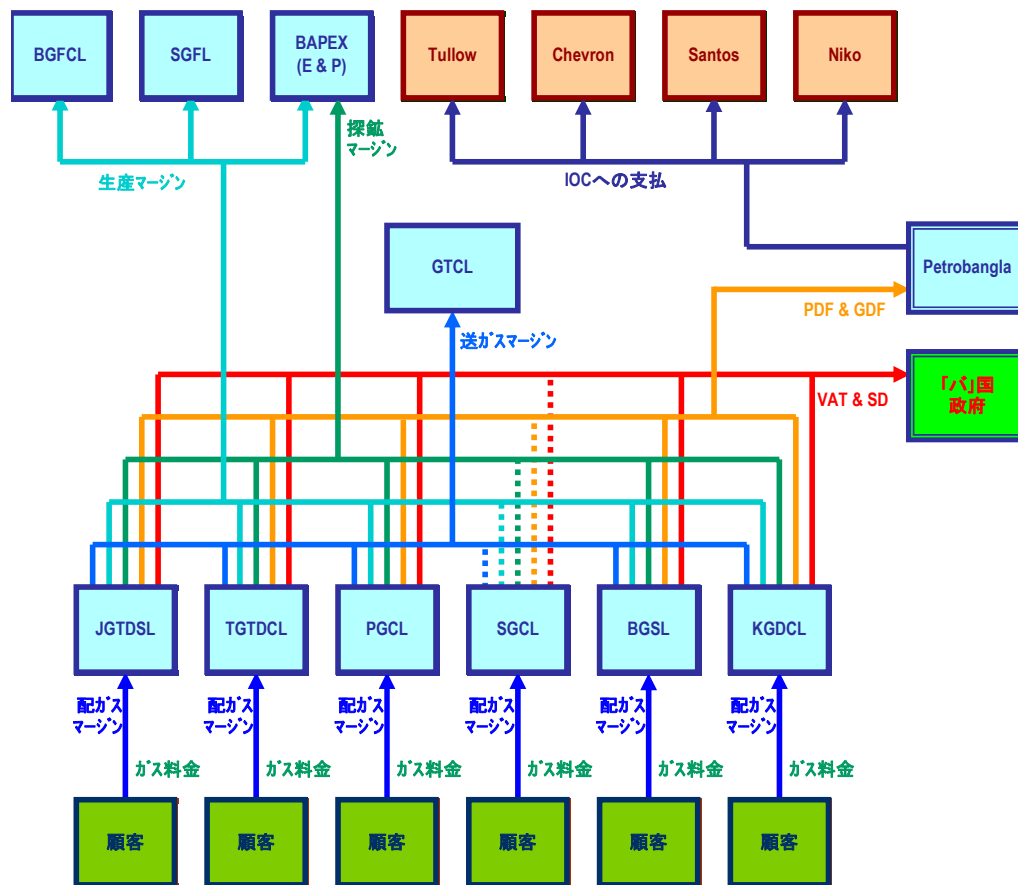 BGFCL
SGFL
BAPEX
(E & P)
Tullow
Chevron
Santos
Niko
探鉱
マージン
生産マージン
IOCへの支払
GTCL
Petrobangla
PDF & GDF
送ガスマージン
「バ」国
政府
VAT & SD
JGTDSL
TGTDCL
PGCL
SGCL
BGSL
KGDCL
配ガス
マージン
配ガス
マージン
配ガス
マージン
配ガス
マージン
配ガス
マージン
配ガス
マージン
ガス料金
ガス料金
ガス料金
ガス料金
ガス料金
ガス料金
顧客
顧客
顧客
顧客
顧客
顧客